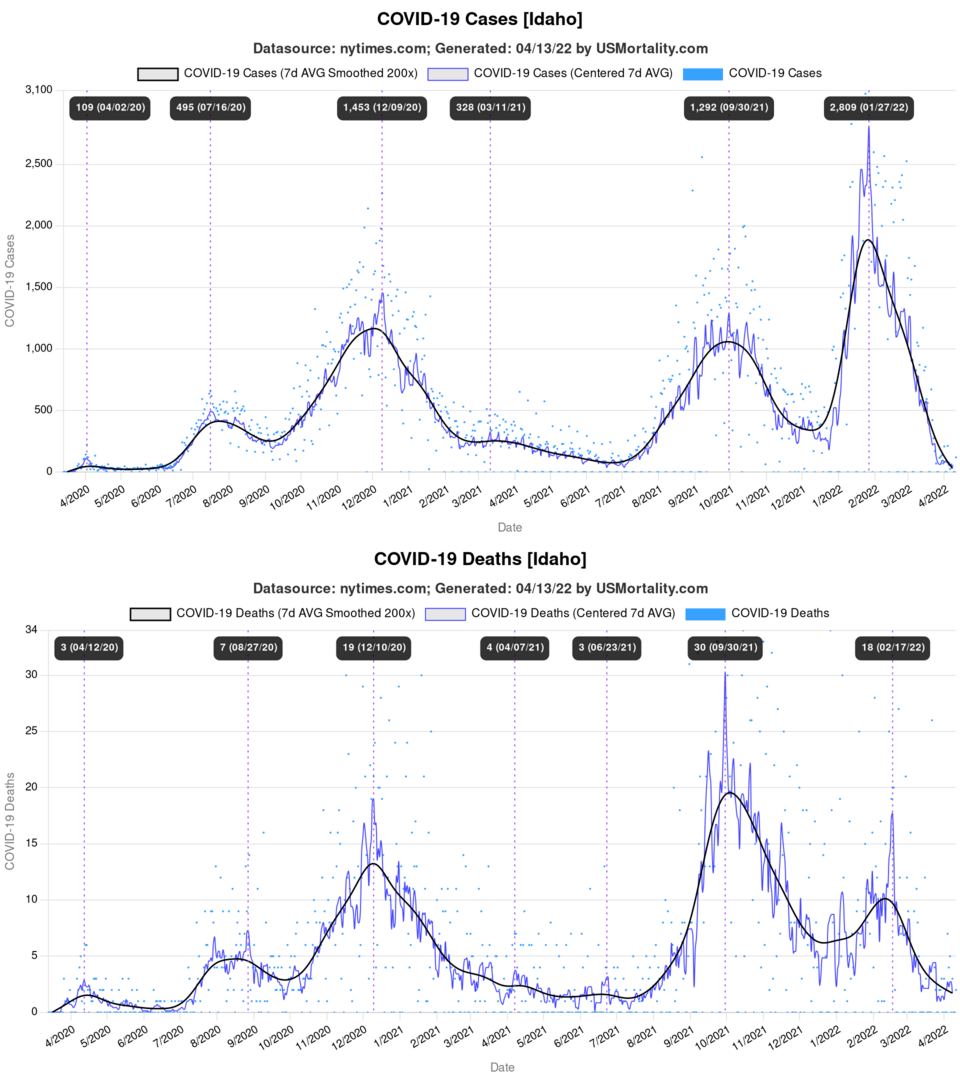 COVID-19 Cases [Idaho]
Datasource: nytimes.com; Generated: 04/13/22 by USMortality.com
COVID-19 Cases (7d AVG Smoothed 200x) COVID-19 Cases (Centered 7d AVG) COVID-19 Cases
3,100
109 (04/02/20) 495 (07/16/20) 1,453 (12/09/20) 328 (03/11/21) 1,292 (09/30/21) 2,809 (01/27/22)
2,500
2,000
COVID-19 Cases
1,500
1,000
500
0
4/2020 5/2020 6/2020 7/2020 8/2020 9/2020 10/2020 11/2020 12/2020 1/2021 2/2021 3/2021 4/2021 5/2021 6/2021 7/2021 8/2021 9/2021 10/2021 11/2021 12/2021 1/2022 2/2022 3/2022 4/2022
Date
COVID-19 Deaths [Idaho]
Datasource: nytimes.com; Generated: 04/13/22 by USMortality.com
COVID-19 Deaths (7d AVG Smoothed 200x) COVID-19 Deaths (Centered 7d AVG) COVID-19 Deaths
34
3 (04/12/20) 7 (08/27/20) 19 (12/10/20) 4 (04/07/21) 3 (06/23/21) 30 (09/30/21) 18 (02/17/22)
30
25
20
COVID-19 Deaths
15
10
5
0
4/2020 5/2020 6/2020 7/2020 8/2020 9/2020 10/2020 11/2020 12/2020 1/2021 2/2021 3/2021 4/2021 5/2021 6/2021 7/2021 8/2021 9/2021 10/2021 11/2021 12/2021 1/2022 2/2022 3/2022 4/2022
Date